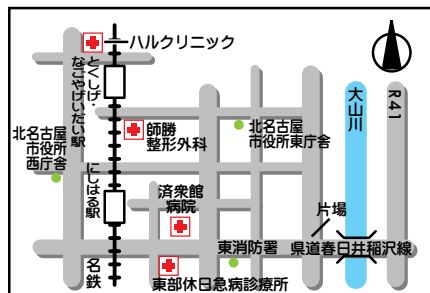 ハルクリニック
とくしげ・
なごやげいだい駅
師勝
整形外科
北名古屋
市役所東庁舎
大山川
R41
北名古屋
市役所
西庁舎
にしはる駅
済衆館
病院
片場
東消防署
県道春日井稲沢線
名鉄
東部休日急病診療所